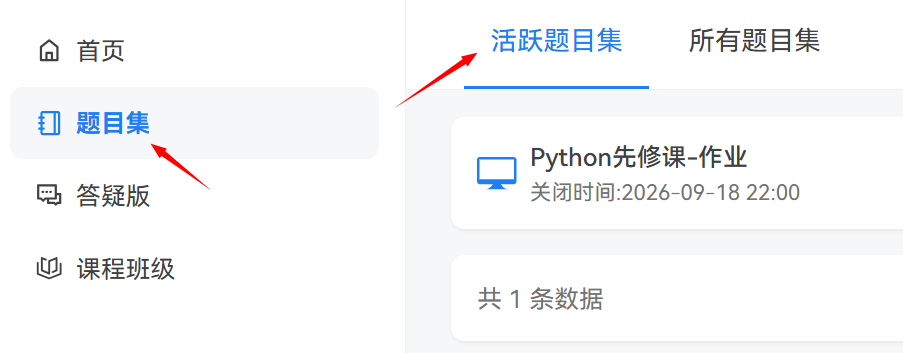 首页
题目集
答疑版
课程班级
活跃题目集
所有题目集
Python先修课-作业
关闭时间:2026-09-18 22:00
共 1 条数据